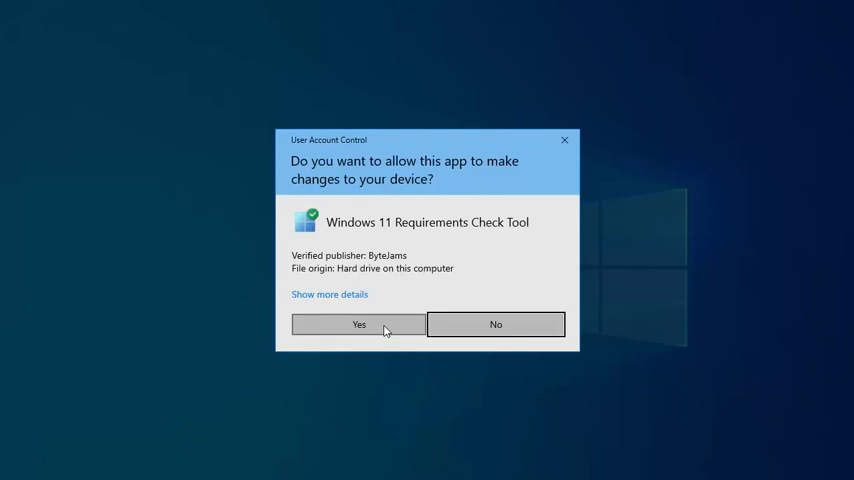 User Account Control
Do you want to allow this app to make
changes to your device?
Windows 11 Requirements Check Tool
Verified publisher: ByteJams
File origin: Hard drive on this computer
Show more details
Yes
No